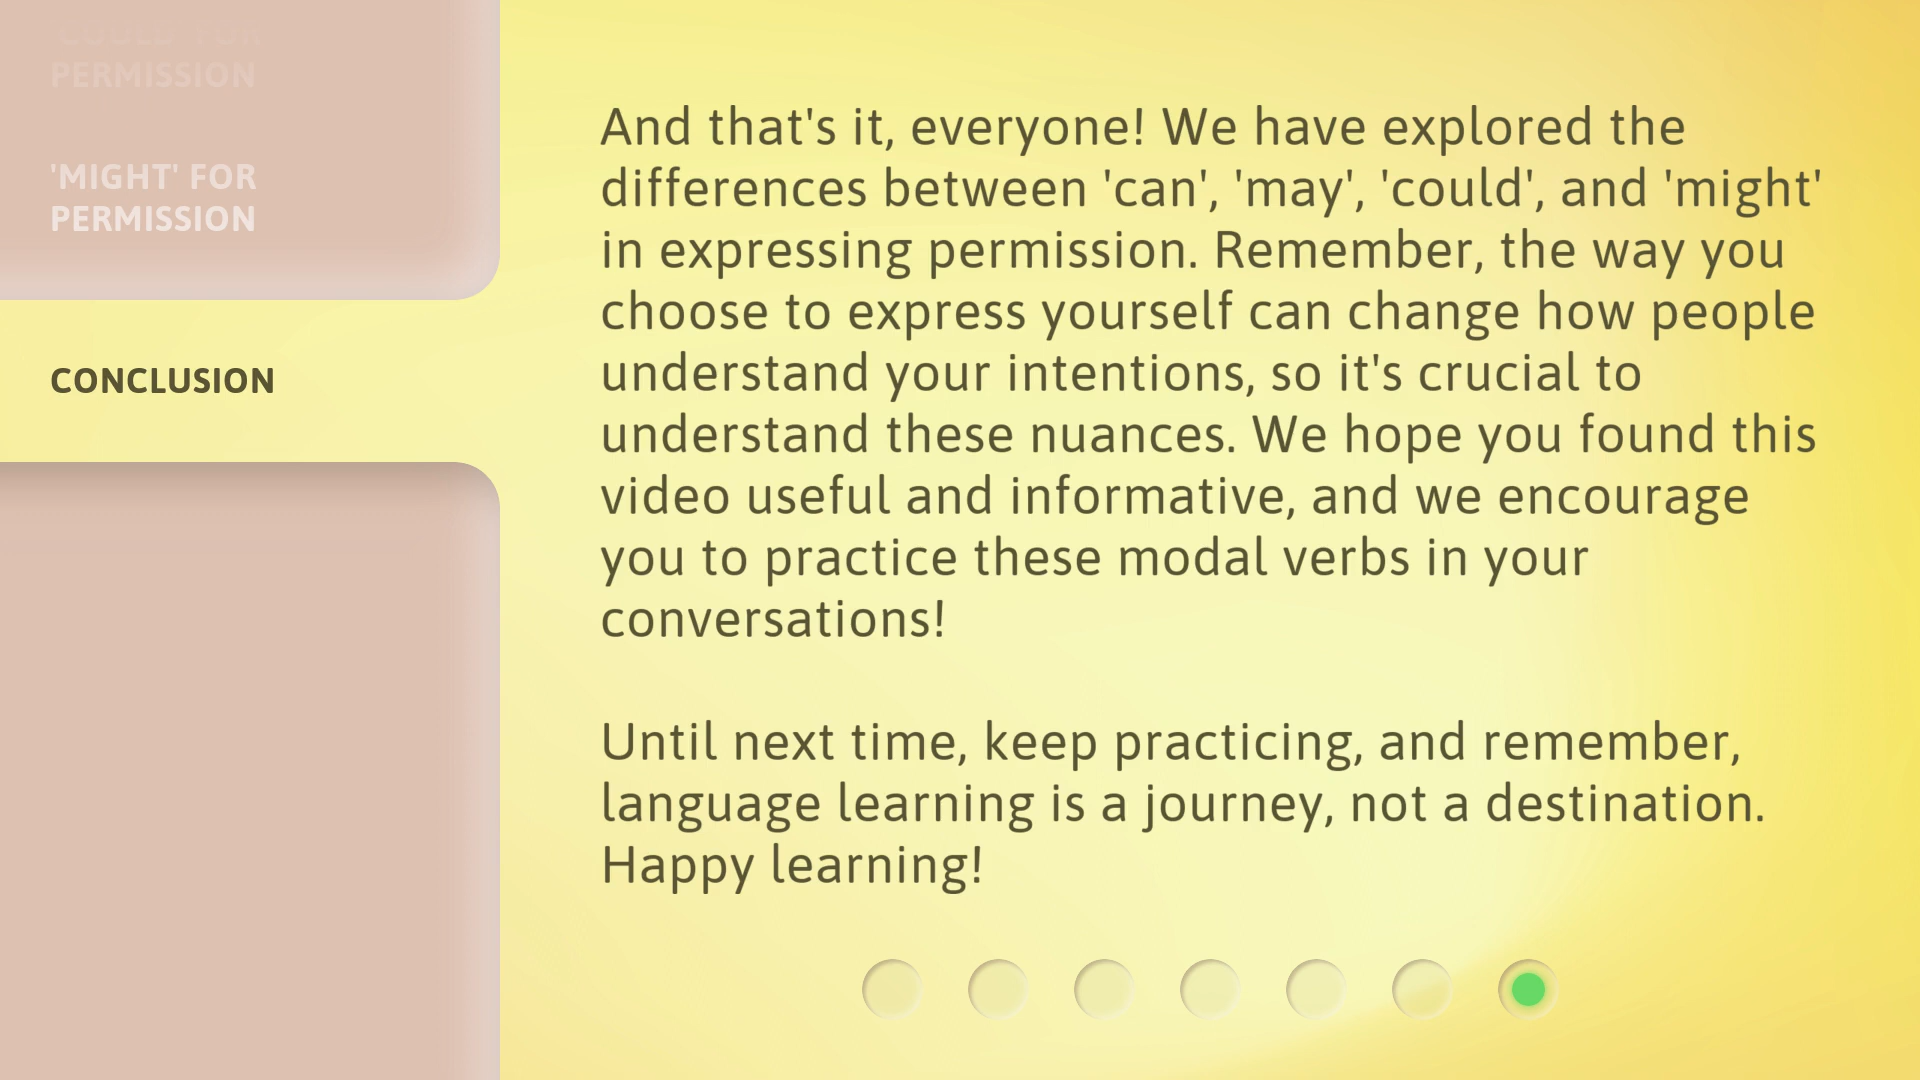 'COULD' FOR
PERMISSION
'MIGHT' FOR
PERMISSION
CONCLUSION
And that's it, everyone! We have explored the
differences between 'can', 'may', 'could', and 'might'
in expressing permission. Remember, the way you
choose to express yourself can change how people
understand your intentions, so it's crucial to
understand these nuances. We hope you found this
video useful and informative, and we encourage
you to practice these modal verbs in your
conversations!
Until next time, keep practicing, and remember,
language learning is a journey, not a destination.
Happy learning!